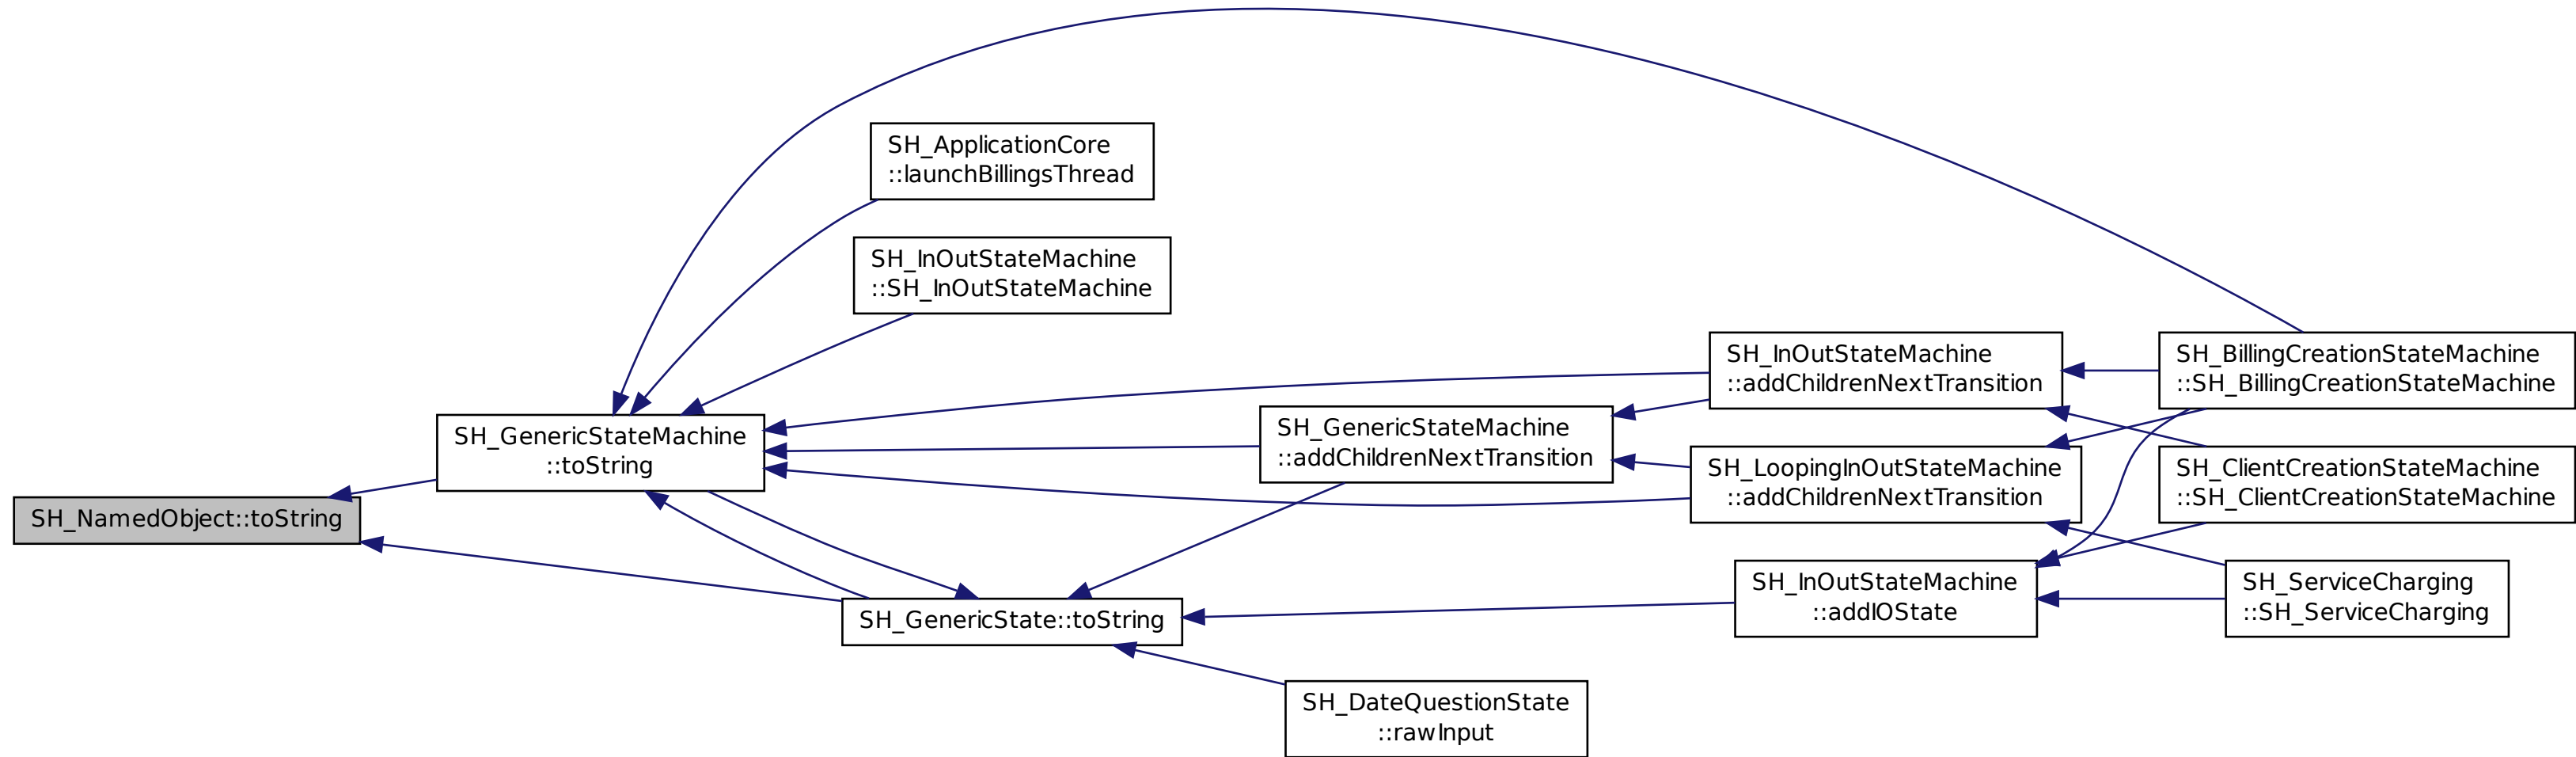 SH_ApplicationCore
::launchBillingsThread
SH_InOutStateMachine
::SH_InOutStateMachine
SH_InOutStateMachine
::addChildrenNextTransition
SH_BillingCreationStateMachine
::SH_BillingCreationStateMachine
SH_GenericStateMachine
::toString
SH_GenericStateMachine
::addChildrenNextTransition
SH_LoopingInOutStateMachine
::addChildrenNextTransition
SH_ClientCreationStateMachine
::SH_ClientCreationStateMachine
SH_NamedObject::toString
SH_GenericState::toString
SH_InOutStateMachine
::addIOState
SH_ServiceCharging
::SH_ServiceCharging
SH_DateQuestionState
::rawInput